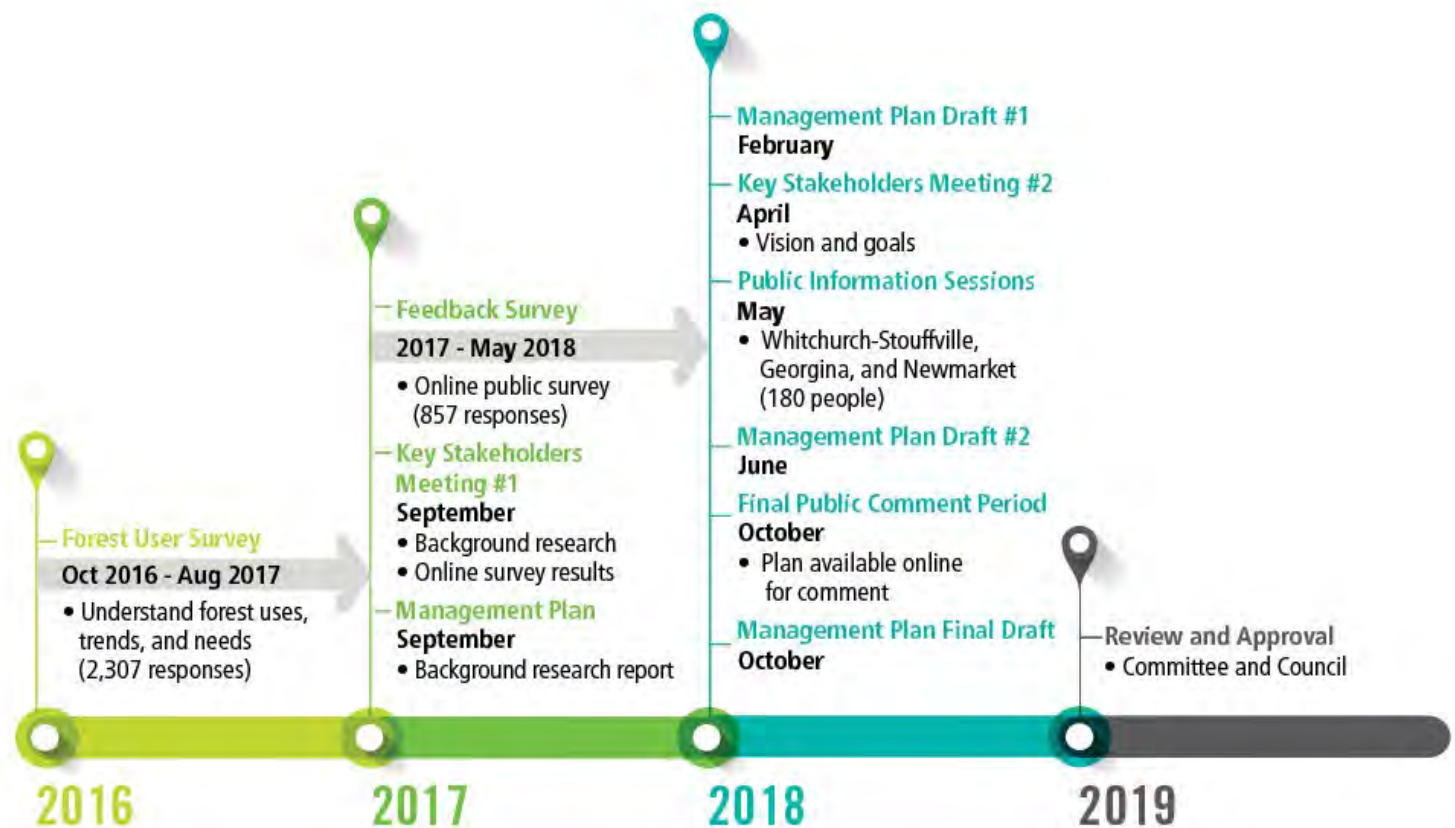 Forest User Survey
Oct 2016 - Aug 2017
• Understand forest uses,
trends, and needs
(2,307 responses)
Feedback Survey
2017 - May 2018
• Online public survey
(857 responses)
Key Stakeholders
Meeting #1
September
• Background research
• Online survey results
Management Plan
September
• Background research report
Management Plan Draft #1
February
Key Stakeholders Meeting #2
April
• Vision and goals
Public Information Sessions
May
• Whitchurch-Stouffville,
Georgina, and Newmarket
(180 people)
Management Plan Draft #2
June
Final Public Comment Period
October
• Plan available online
for comment
Management Plan Final Draft
October
Review and Approval
• Committee and Council
2016
2017
2018
2019